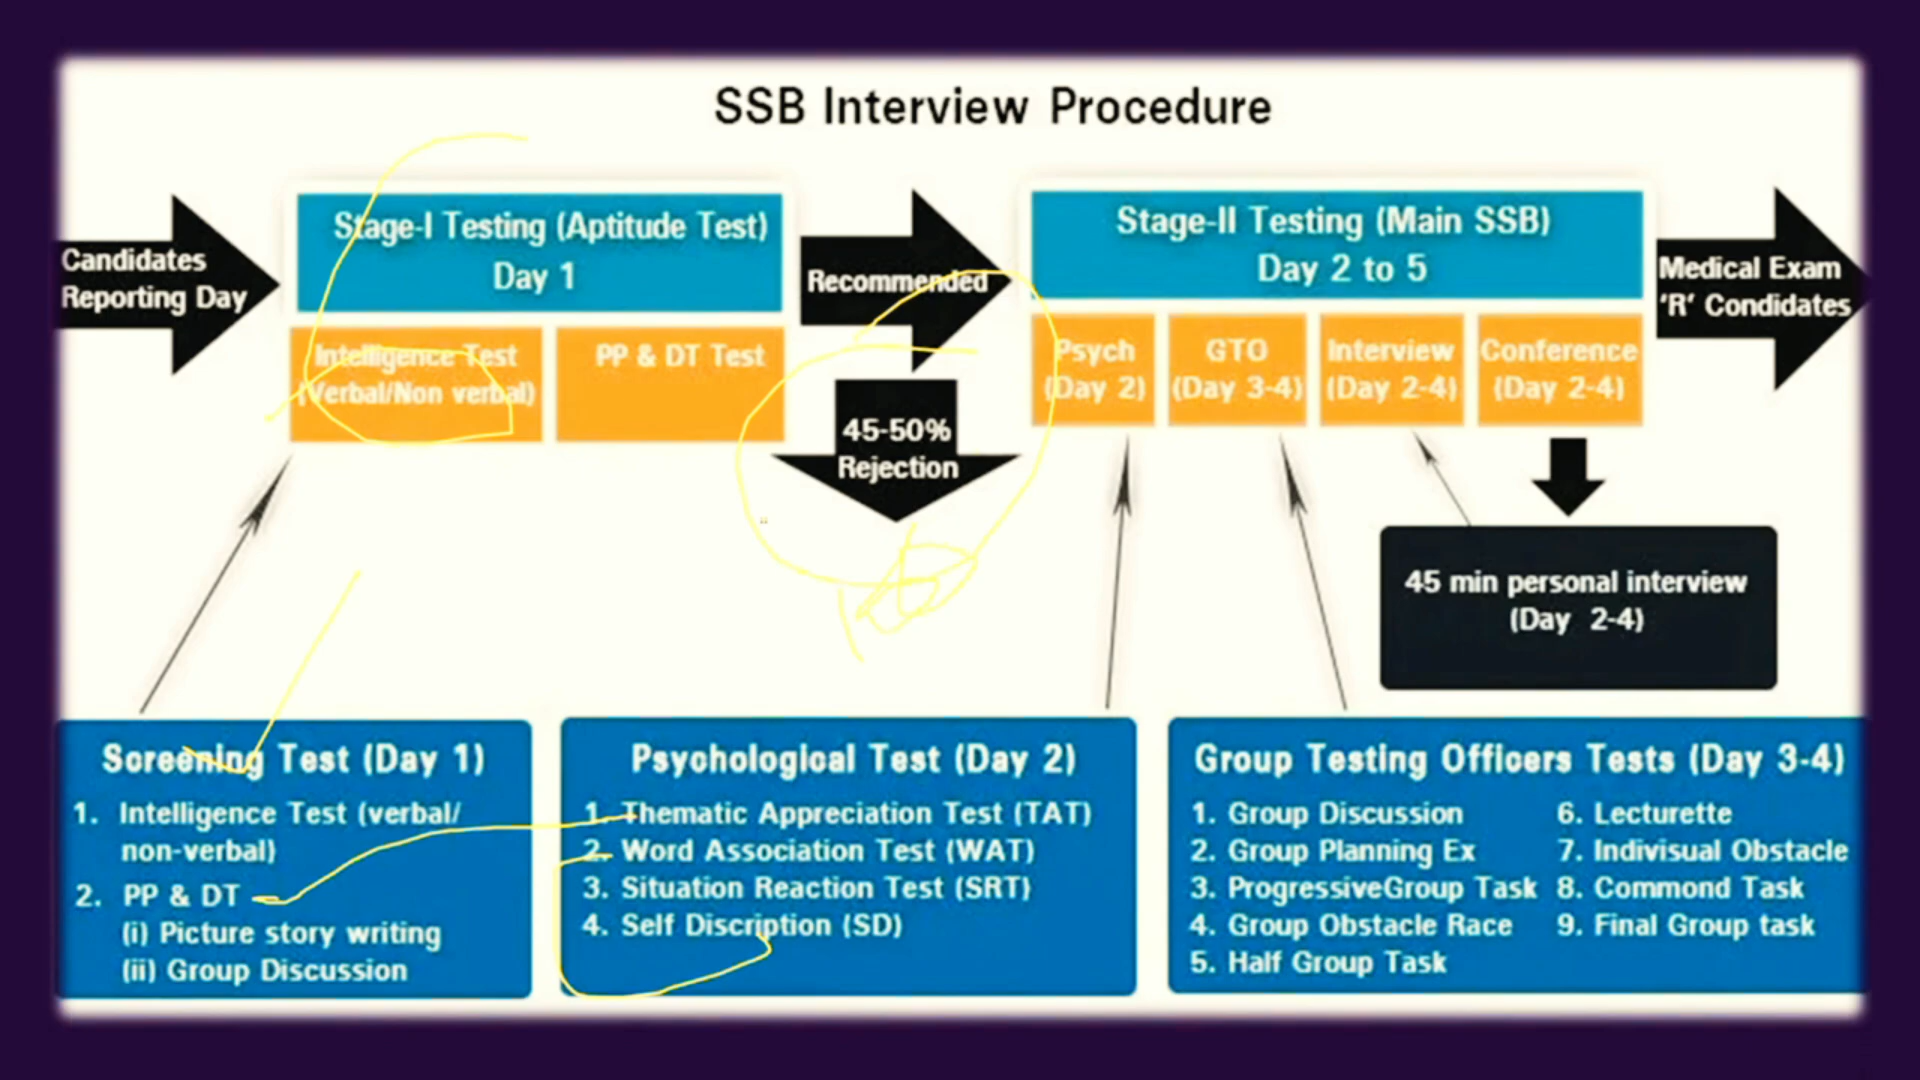 SSB Interview Procedure
Candidates
Reporting Day
Stage-I Testing (Aptitude Test)
Day 1
Intelligence Test
(Verbal/Non verbal)
PP & DT Test
Recommended
45-50%
Rejection
Stage-II Testing (Main SSB)
Day 2 to 5
Psych
(Day 2)
GTO
(Day 3-4)
Interview
(Day 2-4)
Conference
(Day 2-4)
Medical Exam
'R' Condidates
45 min personal interview
(Day 2-4)
Screening Test (Day 1)
1. Intelligence Test (verbal/
non-verbal)
2. PP & DT
(i) Picture story writing
(ii) Group Discussion
Psychological Test (Day 2)
1. Thematic Appreciation Test (TAT)
2. Word Association Test (WAT)
3. Situation Reaction Test (SRT)
4. Self Discription (SD)
Group Testing Officers Tests (Day 3-4)
1. Group Discussion
2. Group Planning Ex
3. ProgressiveGroup Task
4. Group Obstacle Race
5. Half Group Task
6. Lecturette
7. Indivisual Obstacle
8. Commond Task
9. Final Group task